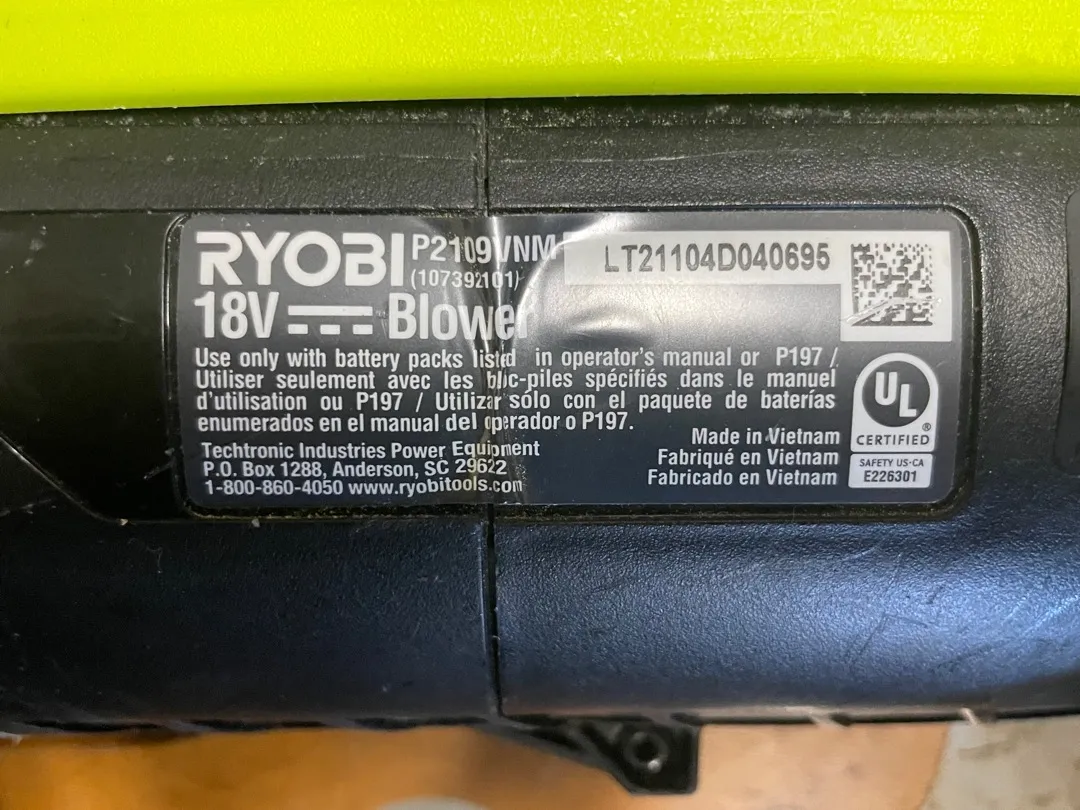 RYOBI P2109VNM LT21104D040695
(107392101)
18V Blower
Use only with battery packs listed in operator's manual or P197 /
Utiliser seulement avec les bloc-piles spécifiés dans le manuel
d'utilisation ou P197 / Utilizar sólo con el paquete de baterías
enumerados en el manual del operador o P197.
Techtronic Industries Power Equipment
P.O. Box 1288, Anderson, SC 29622
1-800-860-4050 www.ryobitools.com
Made in Vietnam
Fabriqué en Vietnam
Fabricado en Vietnam
UL ®
CERTIFIED
SAFETY US-CA
E226301